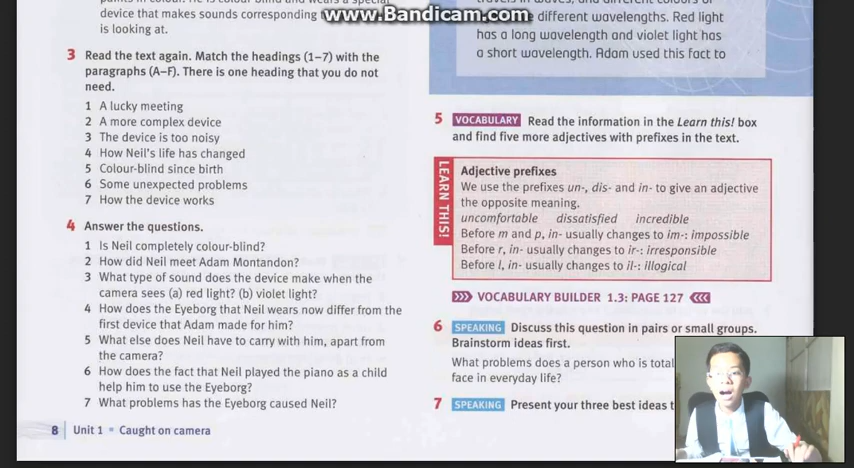 device that makes sounds corresponding
is looking at.
www.Bandicam.com
different wavelengths. Red light
has a long wavelength and violet light has
a short wavelength. Adam used this fact to
3 Read the text again. Match the headings (1–7) with the
paragraphs (A–F). There is one heading that you do not
need.
1 A lucky meeting
2 A more complex device
3 The device is too noisy
4 How Neil's life has changed
5 Colour-blind since birth
6 Some unexpected problems
7 How the device works
4 Answer the questions.
1 Is Neil completely colour-blind?
2 How did Neil meet Adam Montandon?
3 What type of sound does the device make when the
camera sees (a) red light? (b) violet light?
4 How does the Eyeborg that Neil wears now differ from the
first device that Adam made for him?
5 What else does Neil have to carry with him, apart from
the camera?
6 How does the fact that Neil played the piano as a child
help him to use the Eyeborg?
7 What problems has the Eyeborg caused Neil?
8 Unit 1 • Caught on camera
5 VOCABULARY Read the information in the Learn this! box
and find five more adjectives with prefixes in the text.
LEARN THIS!
Adjective prefixes
We use the prefixes un-, dis- and in- to give an adjective
the opposite meaning.
uncomfortable dissatisfied incredible
Before m and p, in- usually changes to im-: impossible
Before r, in- usually changes to ir-: irresponsible
Before l, in- usually changes to il-: illogical
VOCABULARY BUILDER 1.3: PAGE 127
6 SPEAKING Discuss this question in pairs or small groups.
Brainstorm ideas first.
What problems does a person who is total
face in everyday life?
7 SPEAKING Present your three best ideas t